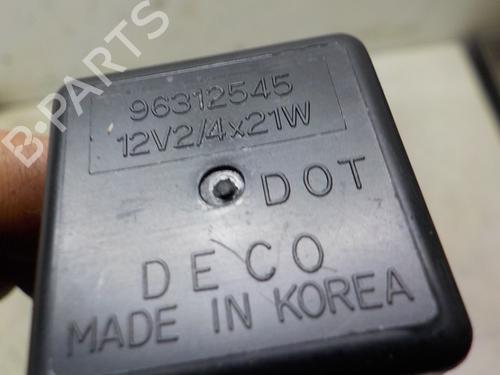 B-PARTS
96312545
12V2/4x21W
DOT
DECO
MADE IN KOREA